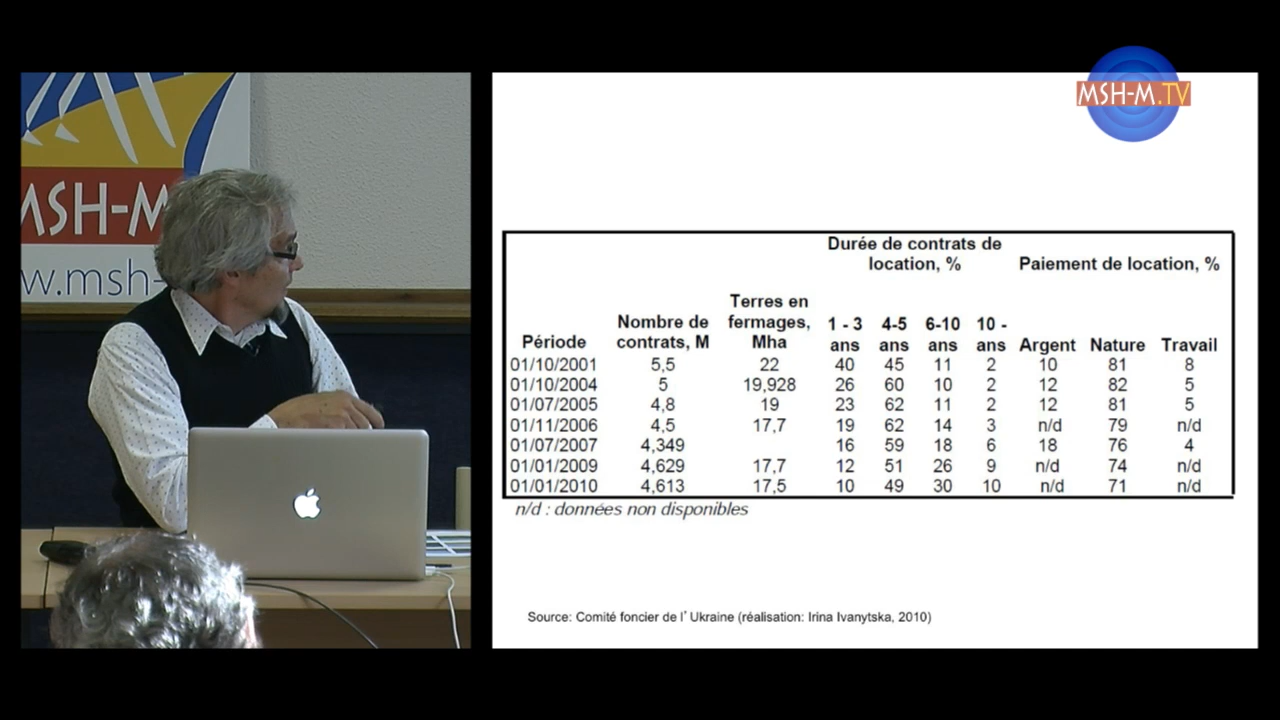 MSH-M.TV
MSH-M
w.msh-
Durée de contrats de location, %
Paiement de location, %
Période Nombre de contrats, M Terres en fermages, Mha 1 - 3 ans 4-5 ans 6-10 ans 10 - ans Argent Nature Travail
01/10/2001 5,5 22 40 45 11 2 10 81 8
01/10/2004 5 19,928 26 60 10 2 12 82 5
01/07/2005 4,8 19 23 62 11 2 12 81 5
01/11/2006 4,5 17,7 19 62 14 3 n/d 79 n/d
01/07/2007 4,349 16 59 18 6 18 76 4
01/01/2009 4,629 17,7 12 51 26 9 n/d 74 n/d
01/01/2010 4,613 17,5 10 49 30 10 n/d 71 n/d
n/d : données non disponibles
Source: Comité foncier de l' Ukraine (réalisation: Irina Ivanytska, 2010)